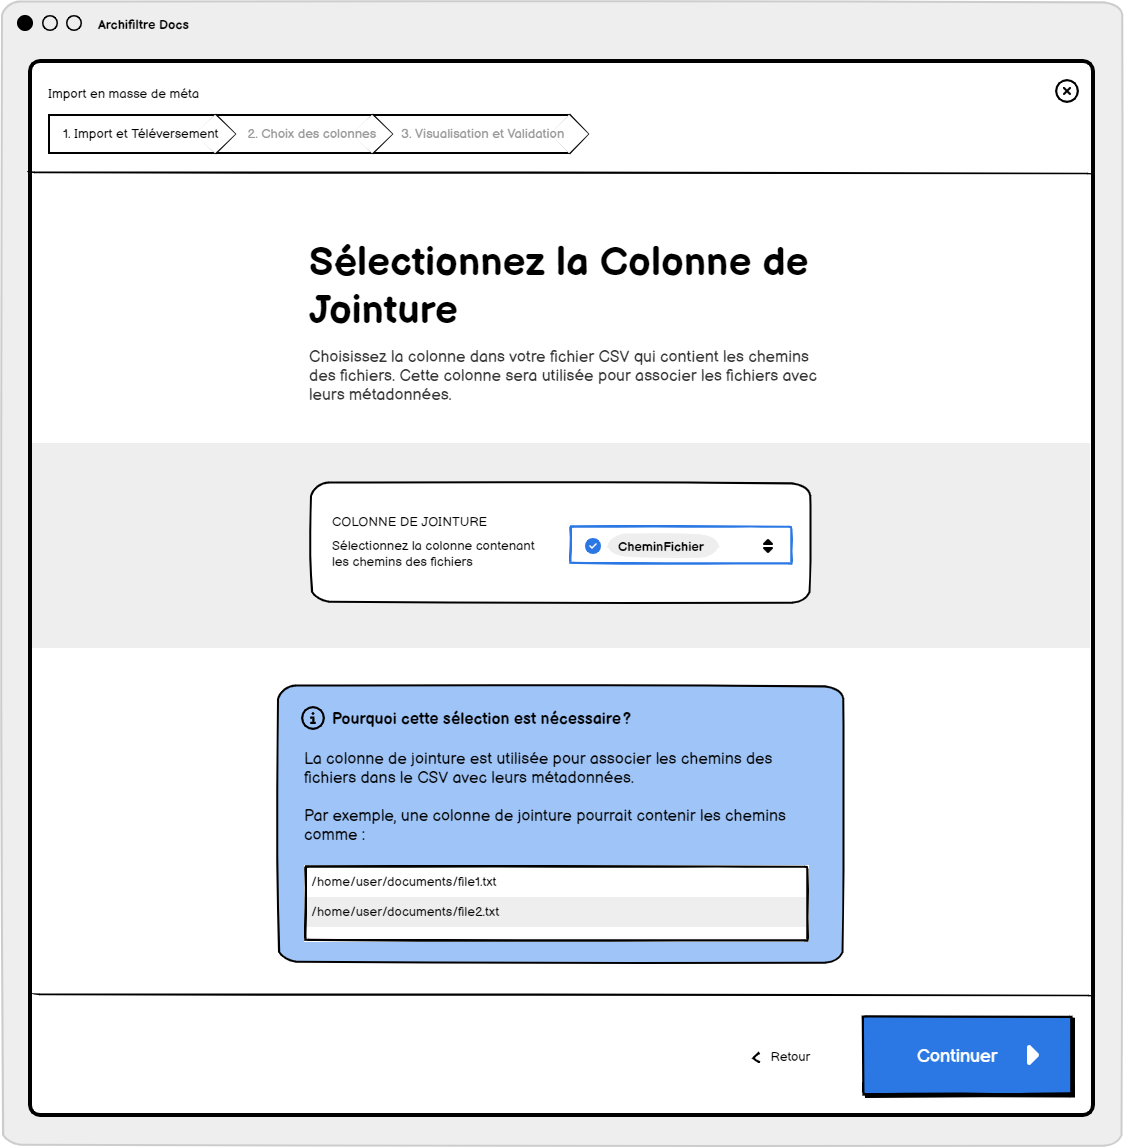 Archifiltre Docs
Import en masse de méta
1. Import et Téléversement
2. Choix des colonnes
3. Visualisation et Validation
Sélectionnez la Colonne de
Jointure
Choisissez la colonne dans votre fichier CSV qui contient les chemins
des fichiers. Cette colonne sera utilisée pour associer les fichiers avec
leurs métadonnées.
COLONNE DE JOINTURE
Sélectionnez la colonne contenant
les chemins des fichiers
CheminFichier
Pourquoi cette sélection est nécessaire?
La colonne de jointure est utilisée pour associer les chemins des
fichiers dans le CSV avec leurs métadonnées.
Par exemple, une colonne de jointure pourrait contenir les chemins
comme :
/home/user/documents/file1.txt
/home/user/documents/file2.txt
Retour
Continuer